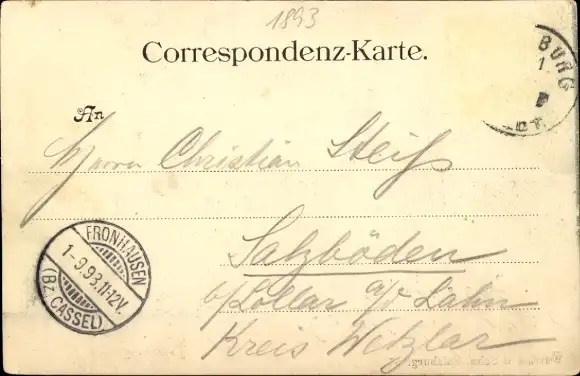 1893
Correspondenz-Karte.
BURG
1.
An
Herrn Christian Steifs
FRONHAUSEN
1-9.93.11-12V.
(Bz. CASSEL)
Salzböden
b/Lollar a/d Lahn
Kreis Wetzlar